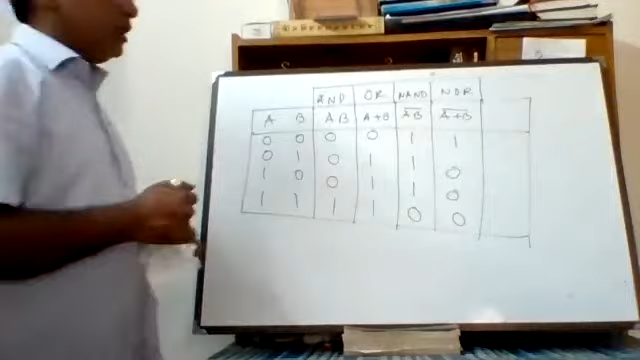 AND OR NAND NOR
A B AB A+B A̅B̅ A̅+̅B̅
0 0 0 0 1 1
0 1 0 1 1 0
1 0 0 1 1 0
1 1 1 1 0 0